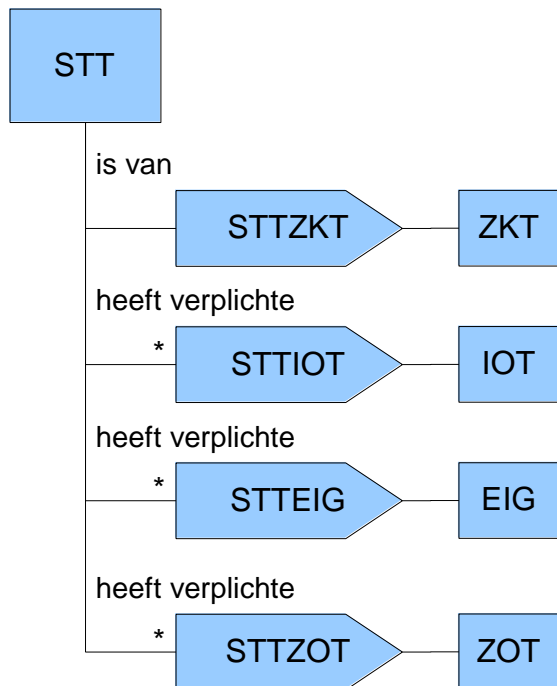 STT
is van
STTZKT ZKT
heeft verplichte
* STTIOT IOT
heeft verplichte
* STTEIG EIG
heeft verplichte
* STTZOT ZOT